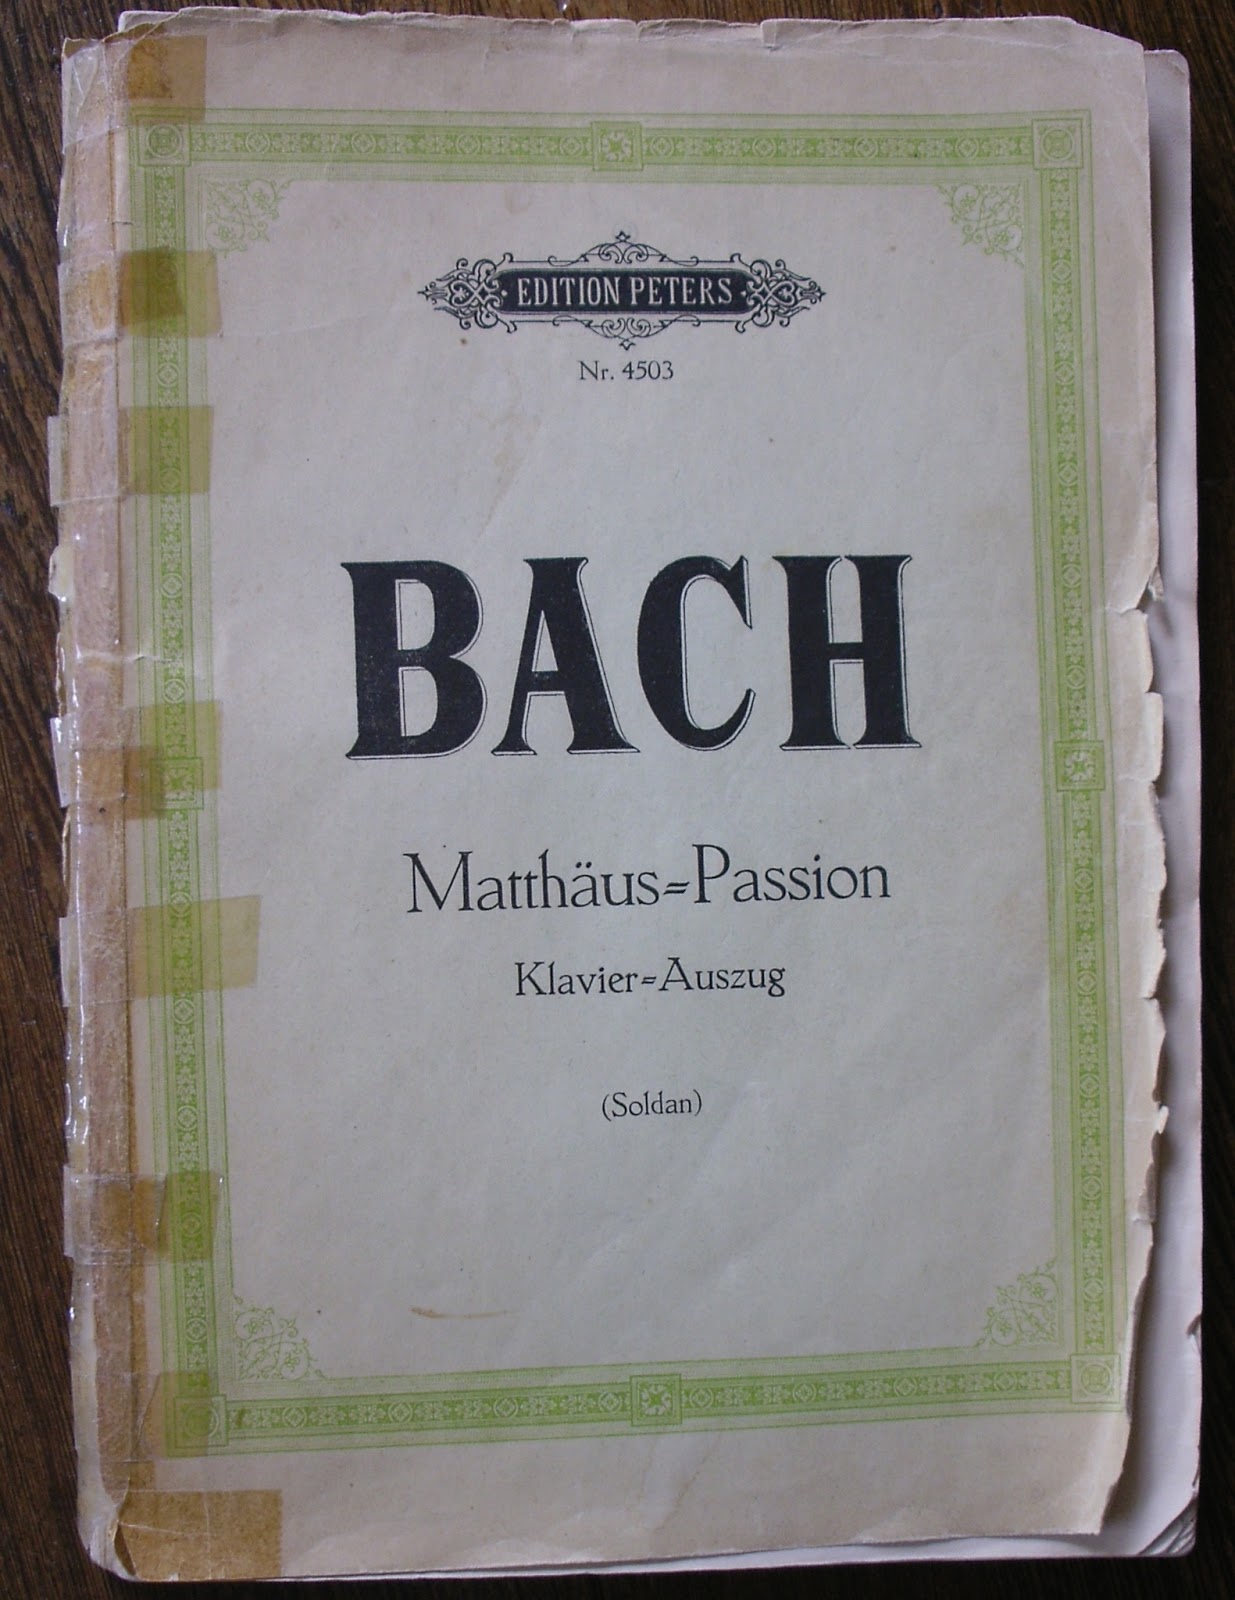 EDITION PETERS
Nr. 4503
BACH
Matthäus=Passion
Klavier=Auszug
(Soldan)